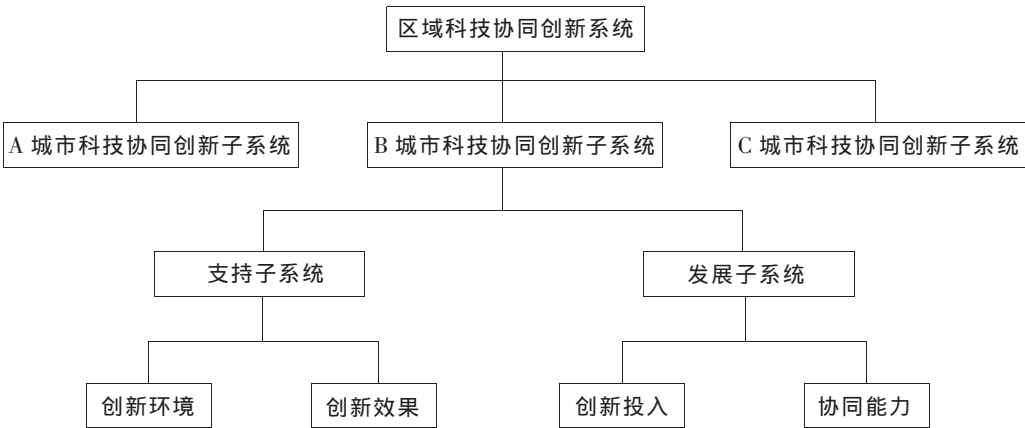 区域科技协同创新系统
A 城市科技协同创新子系统
B 城市科技协同创新子系统
C 城市科技协同创新子系统
支持子系统
发展子系统
创新环境
创新效果
创新投入
协同能力